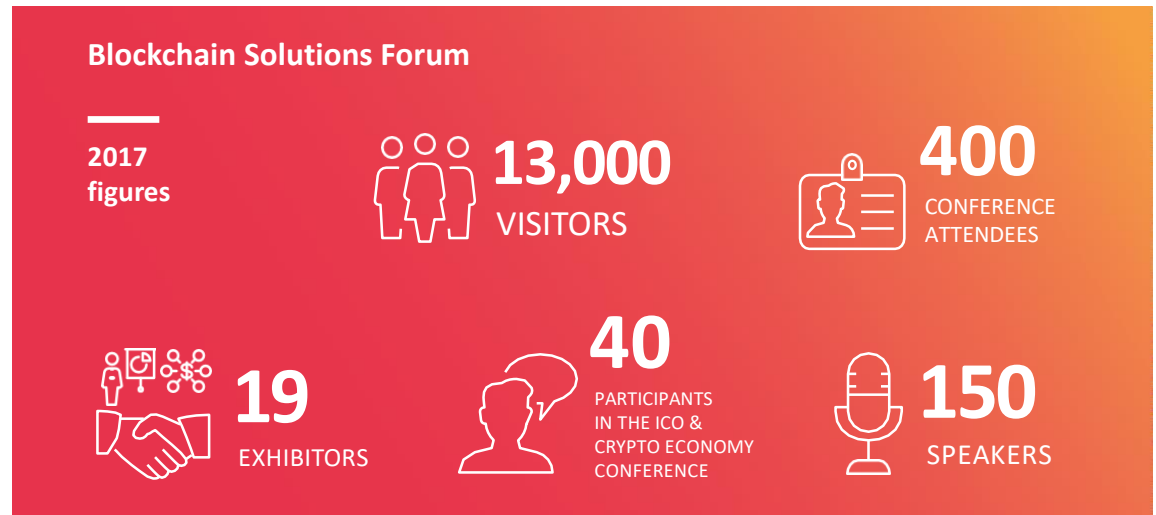 Blockchain Solutions Forum
2017
figures
13,000
VISITORS
400
CONFERENCE
ATTENDEES
19
EXHIBITORS
40
PARTICIPANTS
IN THE ICO &
CRYPTO ECONOMY
CONFERENCE
150
SPEAKERS
$